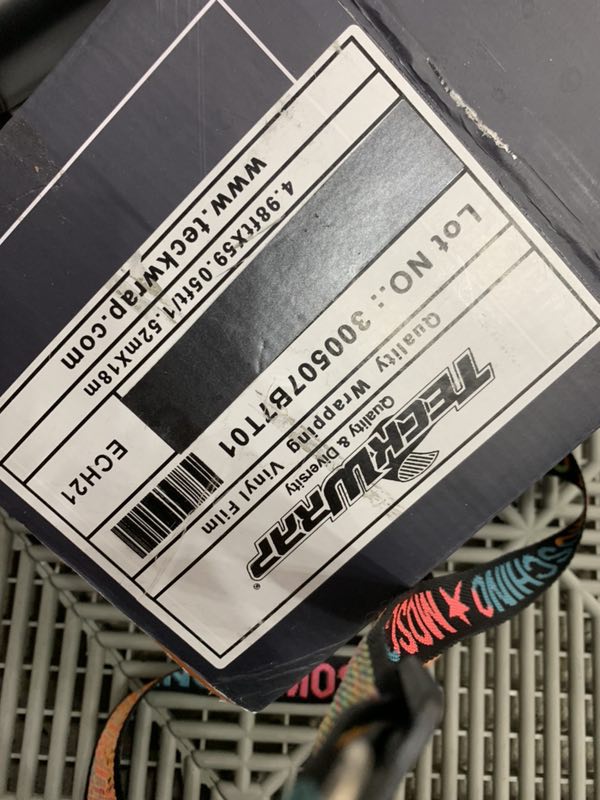 TECKWRAP
Quality & Diversity
Quality Wrapping Vinyl Film
Lot NO.: 300507B7T01
ECH21
4.98ftX59.05ft/1.52mX18m
www.teckwrap.com
MOSCHINO